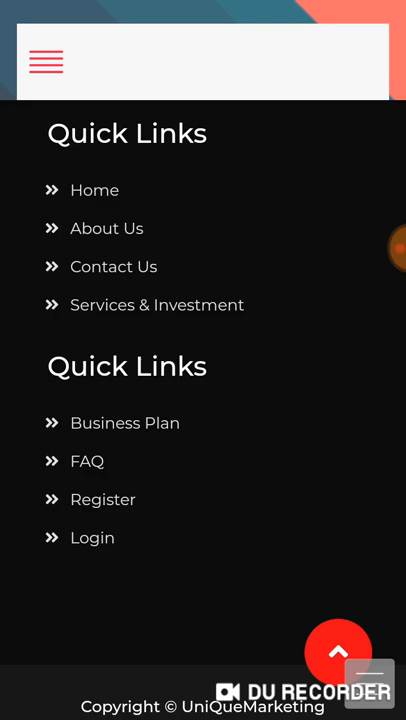 Quick Links
Home
About Us
Contact Us
Services & Investment
Quick Links
Business Plan
FAQ
Register
Login
DU RECORDER
Copyright © UniQueMarketing